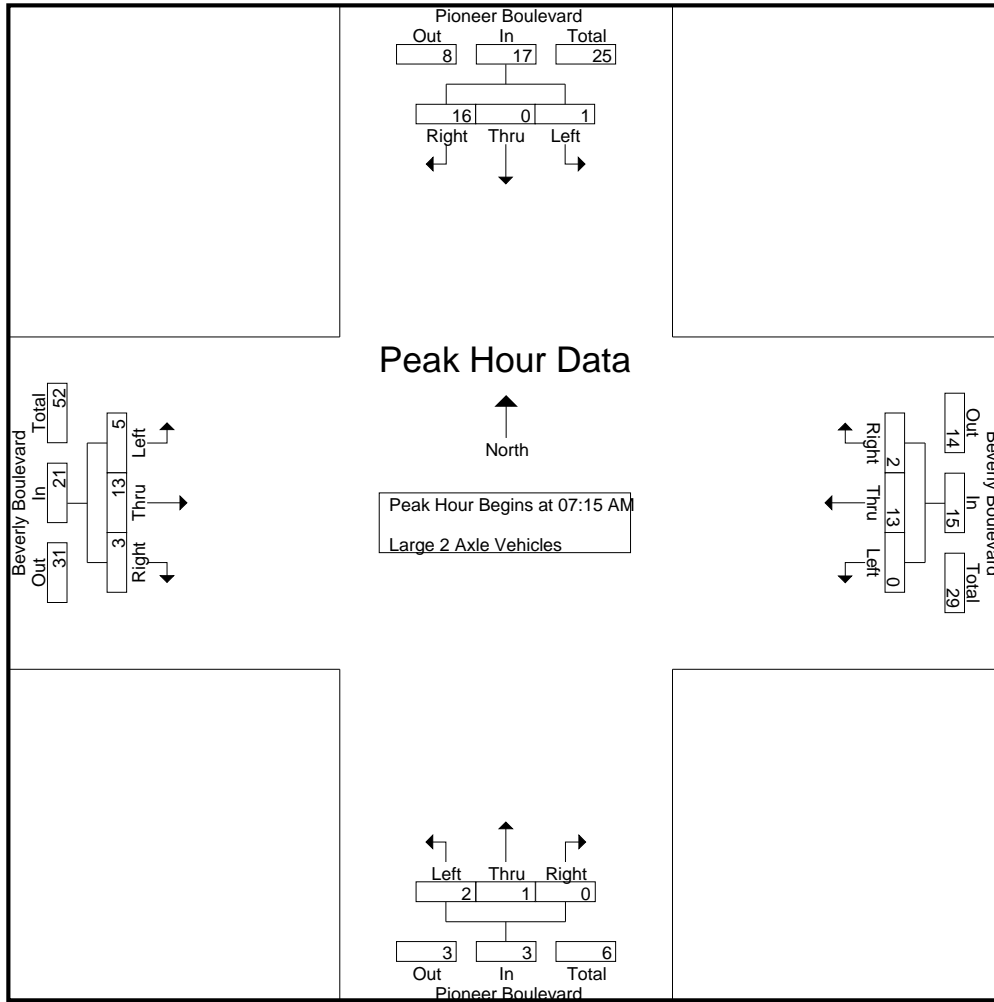 Pioneer Boulevard
Out In Total
8 17 25
16 0 1
Right Thru Left
Peak Hour Data
North
Peak Hour Begins at 07:15 AM
Large 2 Axle Vehicles
Beverly Boulevard
Out In Total
31 21 52
5 13 3
Left Thru Right
Beverly Boulevard
Out In Total
14 15 29
2 13 0
Right Thru Left
Left Thru Right
2 1 0
3 3 6
Out In Total
Pioneer Boulevard